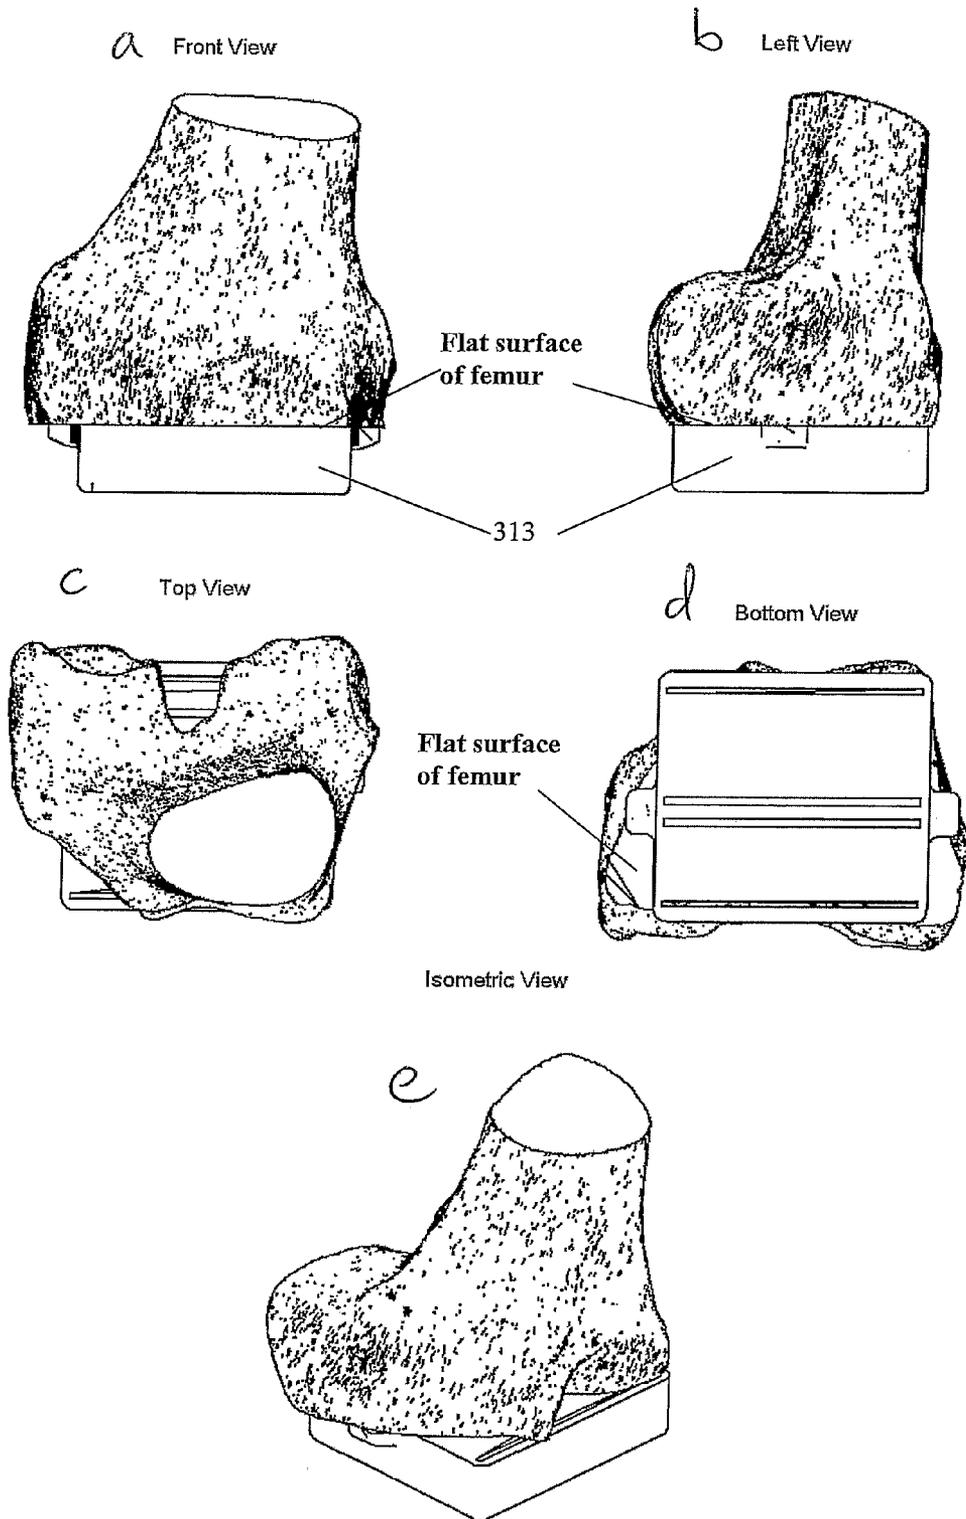 a Front View
b Left View
Flat surface
of femur
313
c Top View
d Bottom View
Flat surface
of femur
Isometric View
e